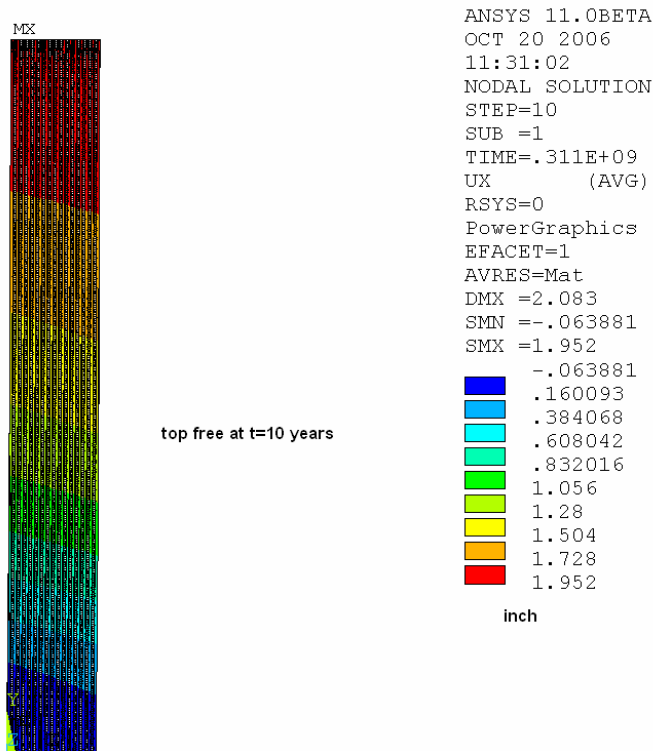 MX
ANSYS 11.0BETA
OCT 20 2006
11:31:02
NODAL SOLUTION
STEP=10
SUB =1
TIME=.311E+09
UX (AVG)
RSYS=0
PowerGraphics
EFACET=1
AVRES=Mat
DMX =2.083
SMN =-.063881
SMX =1.952
-.063881
.160093
.384068
.608042
.832016
1.056
1.28
1.504
1.728
1.952
inch
top free at t=10 years
Y
Z